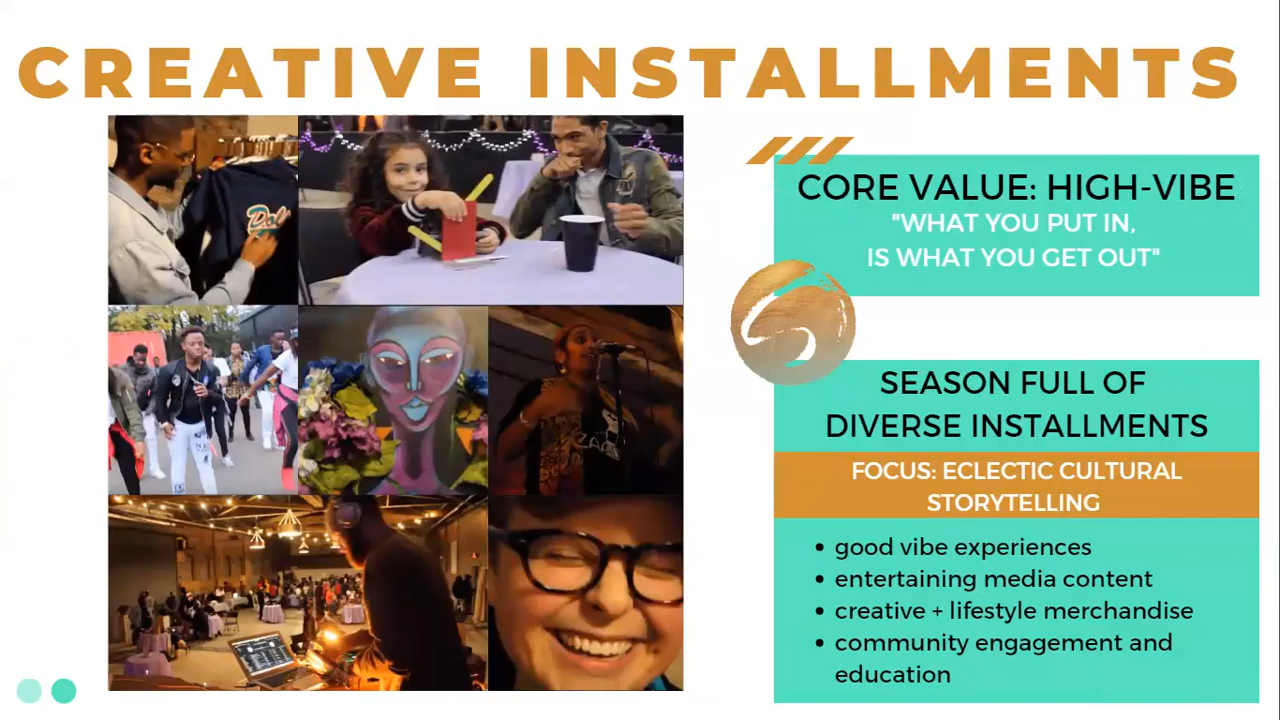 CREATIVE INSTALLMENTS
CORE VALUE: HIGH-VIBE
"WHAT YOU PUT IN,
IS WHAT YOU GET OUT"
SEASON FULL OF
DIVERSE INSTALLMENTS
FOCUS: ECLECTIC CULTURAL
STORYTELLING
• good vibe experiences
• entertaining media content
• creative + lifestyle merchandise
• community engagement and
education